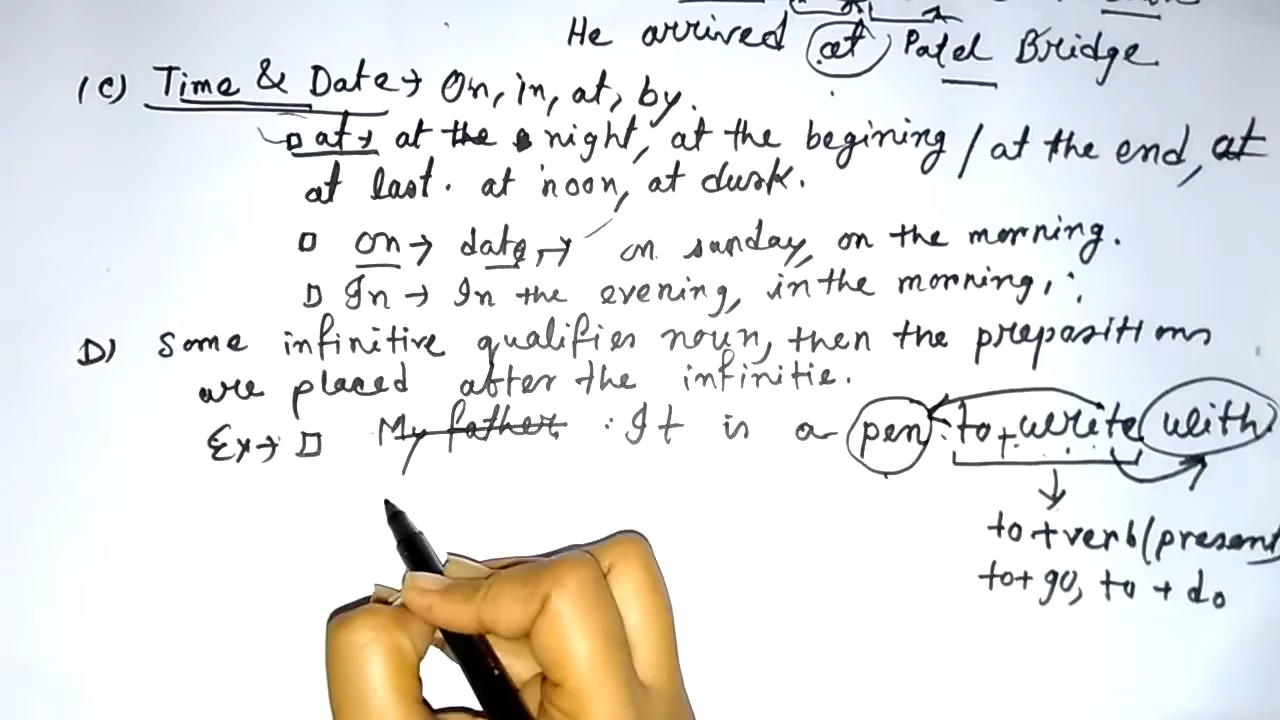 He arrived at Patel Bridge
(C) Time & Date → On, in, at, by.
at → at the night, at the begining / at the end, at
at last. at noon, at dusk.
on → date, → on sanday, on the morning.
In → In the evening, in the morning,
D) Some infinitive qualifies noun, then the prepositions
are placed after the infinitie.
Ex → My father : It is a pen to + write with
to + verb (present
to + go, to + do